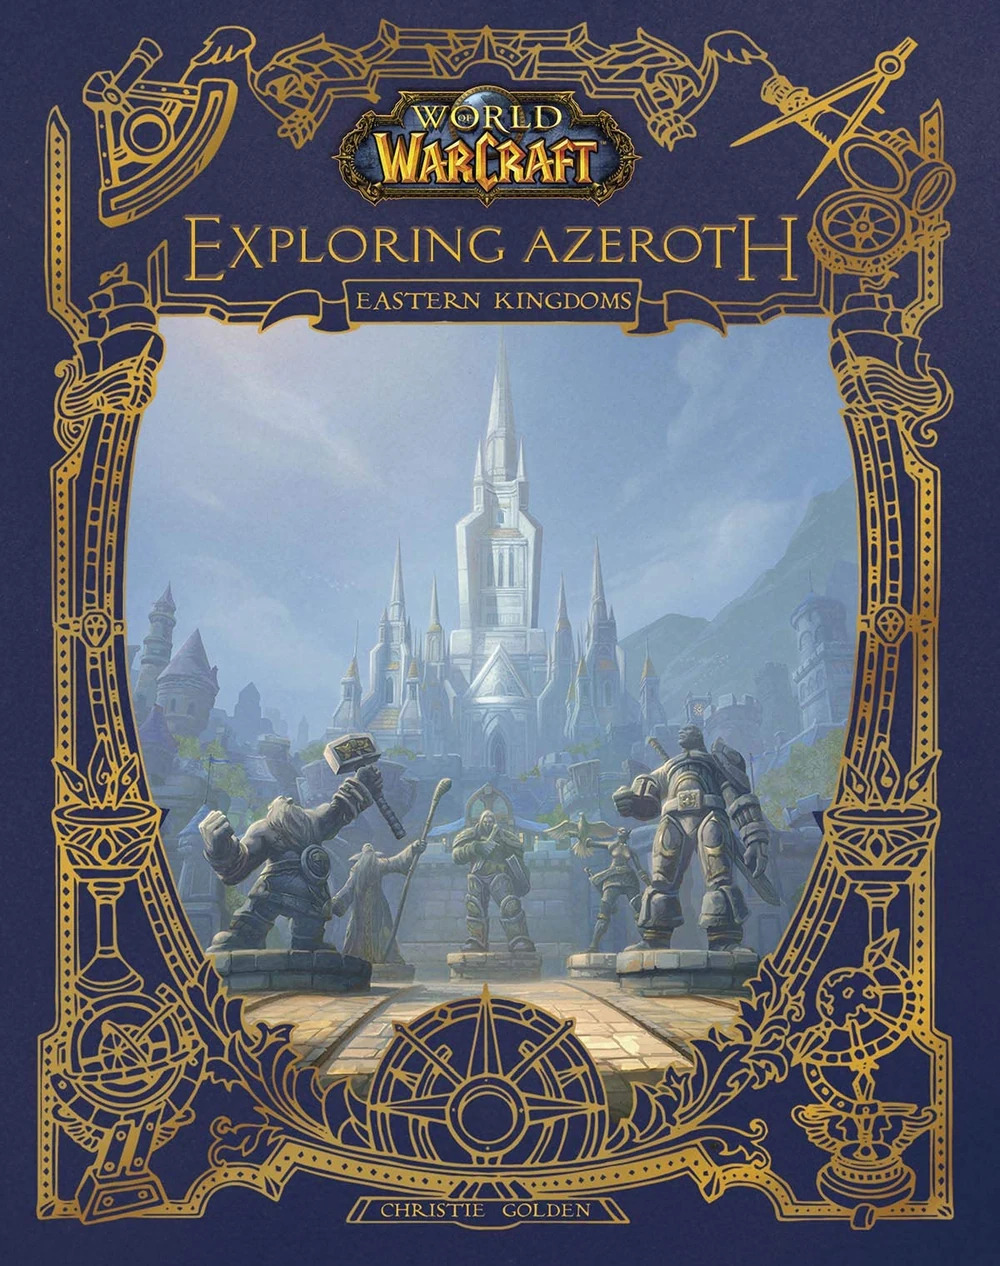 WORLD
OF
WARCRAFT
EXPLORING AZEROTH
EASTERN KINGDOMS
CHRISTIE GOLDEN